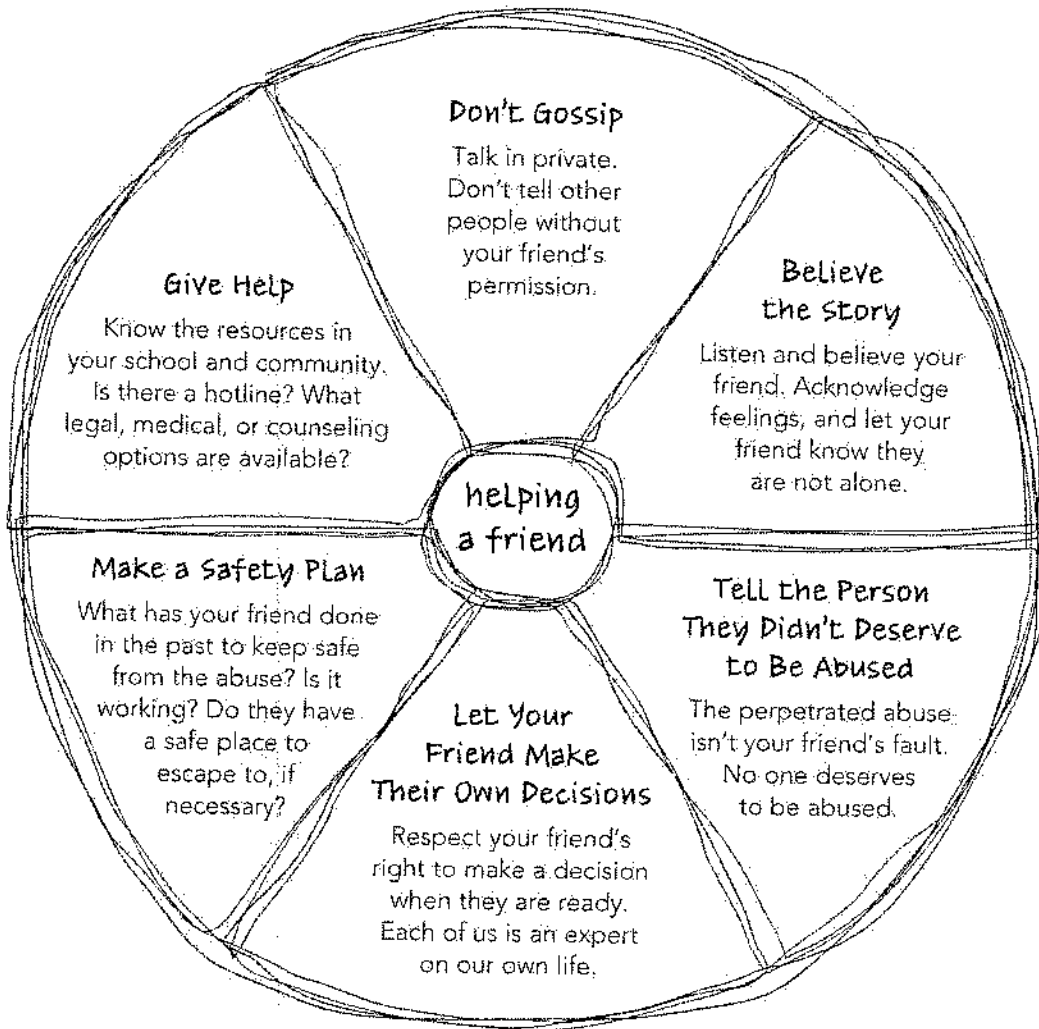 Don't Gossip
Talk in private.
Don't tell other
people without
your friend's
permission.
Believe
the Story
Listen and believe your
friend. Acknowledge
feelings, and let your
friend know they
are not alone.
Tell the Person
They Didn't Deserve
to Be Abused
The perpetrated abuse
isn't your friend's fault.
No one deserves
to be abused.
Let Your
Friend Make
Their Own Decisions
Respect your friend's
right to make a decision
when they are ready.
Each of us is an expert
on our own life.
Make a Safety Plan
What has your friend done
in the past to keep safe
from the abuse? Is it
working? Do they have
a safe place to
escape to, if
necessary?
Give Help
Know the resources in
your school and community.
Is there a hotline? What
legal, medical, or counseling
options are available?
helping
a friend